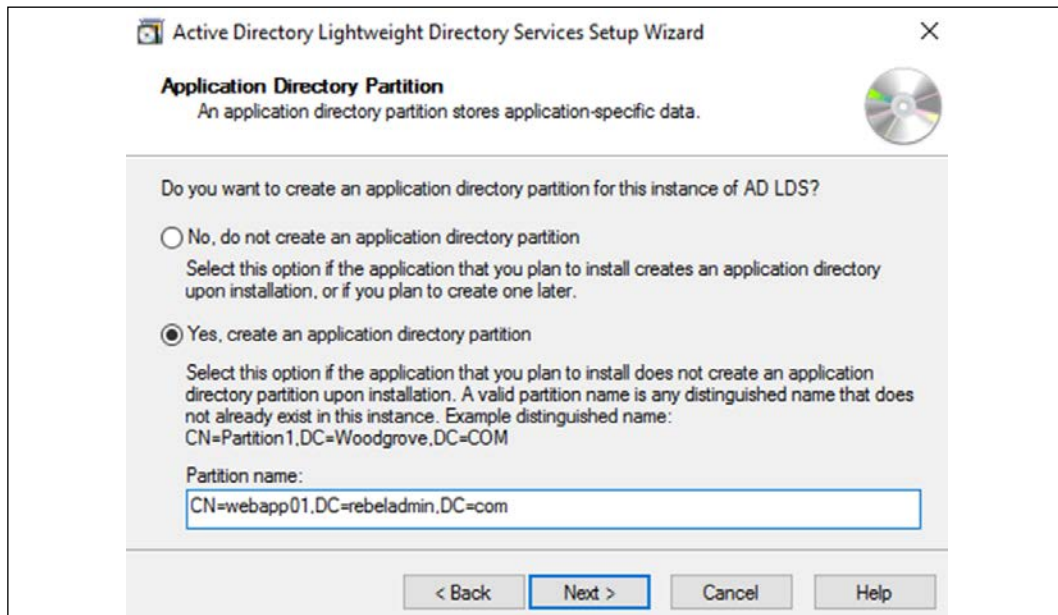 Active Directory Lightweight Directory Services Setup Wizard
Application Directory Partition
An application directory partition stores application-specific data.
Do you want to create an application directory partition for this instance of AD LDS?
No, do not create an application directory partition
Select this option if the application that you plan to install creates an application directory
upon installation, or if you plan to create one later.
Yes, create an application directory partition
Select this option if the application that you plan to install does not create an application
directory partition upon installation. A valid partition name is any distinguished name that does
not already exist in this instance. Example distinguished name:
CN=Partition1,DC=Woodgrove,DC=COM
Partition name:
CN=webapp01,DC=rebeladmin,DC=com
< Back Next > Cancel Help